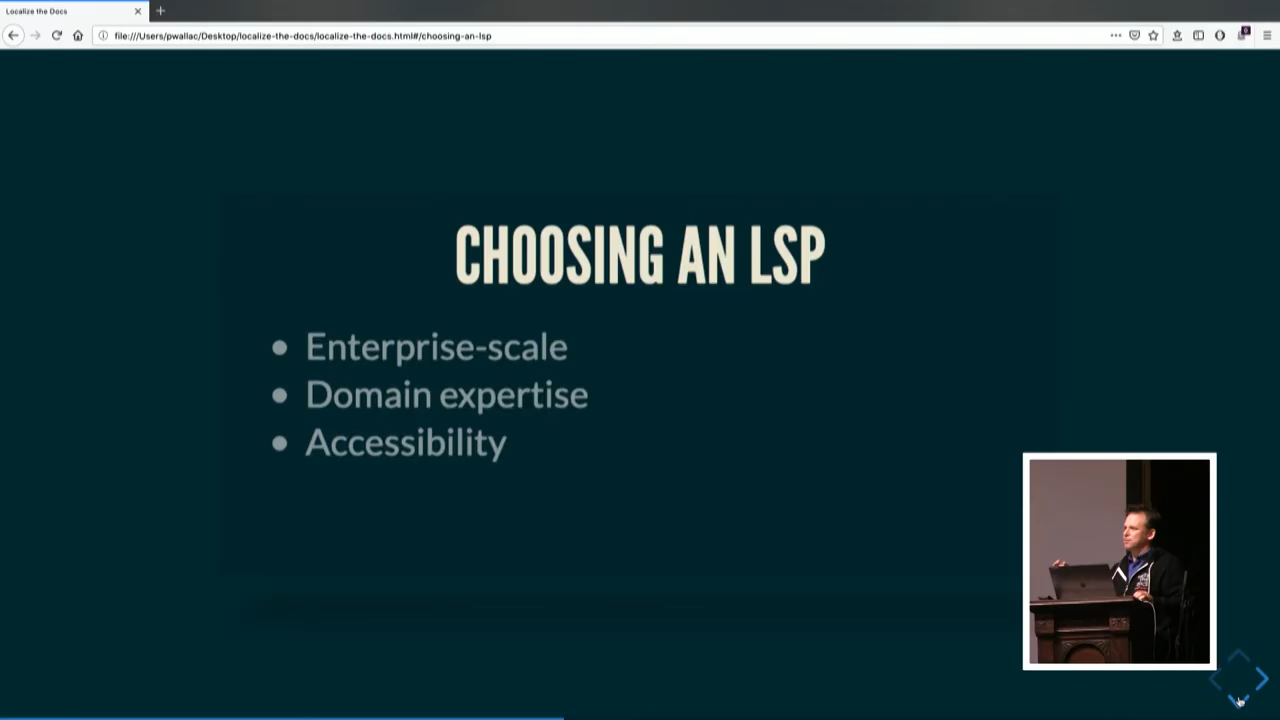 Localize the Docs
file:///Users/pwallac/Desktop/localize-the-docs/localize-the-docs.html#/choosing-an-lsp
CHOOSING AN LSP
Enterprise-scale
Domain expertise
Accessibility